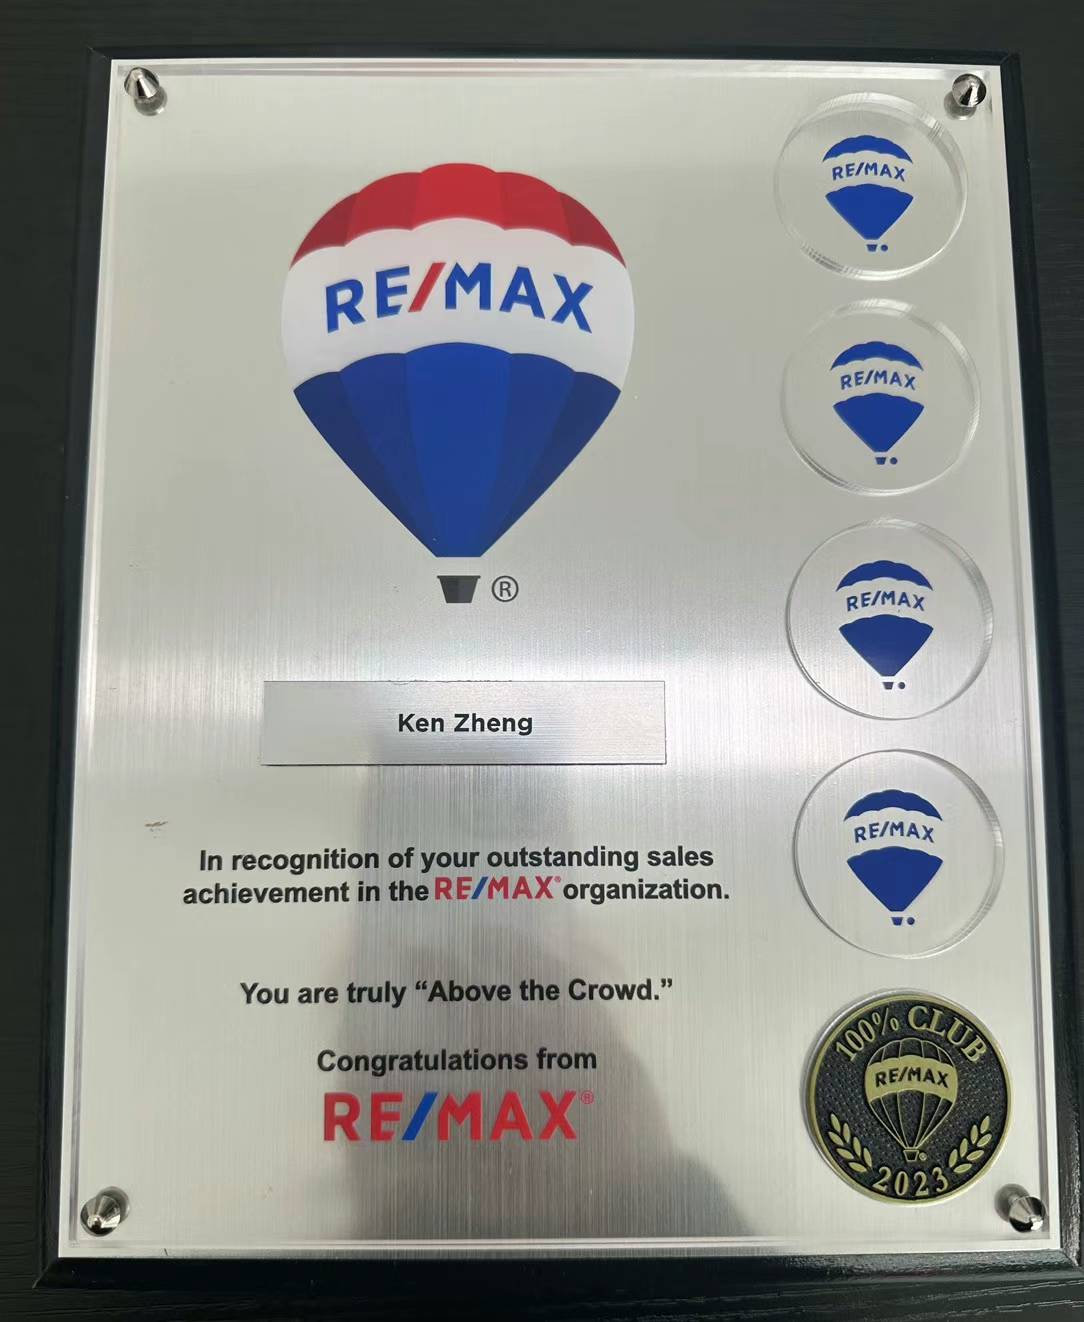 RE/MAX
®
Ken Zheng
In recognition of your outstanding sales
achievement in the RE/MAX® organization.
You are truly “Above the Crowd.”
Congratulations from
RE/MAX®
RE/MAX
RE/MAX
RE/MAX
RE/MAX
100% CLUB
RE/MAX
2023